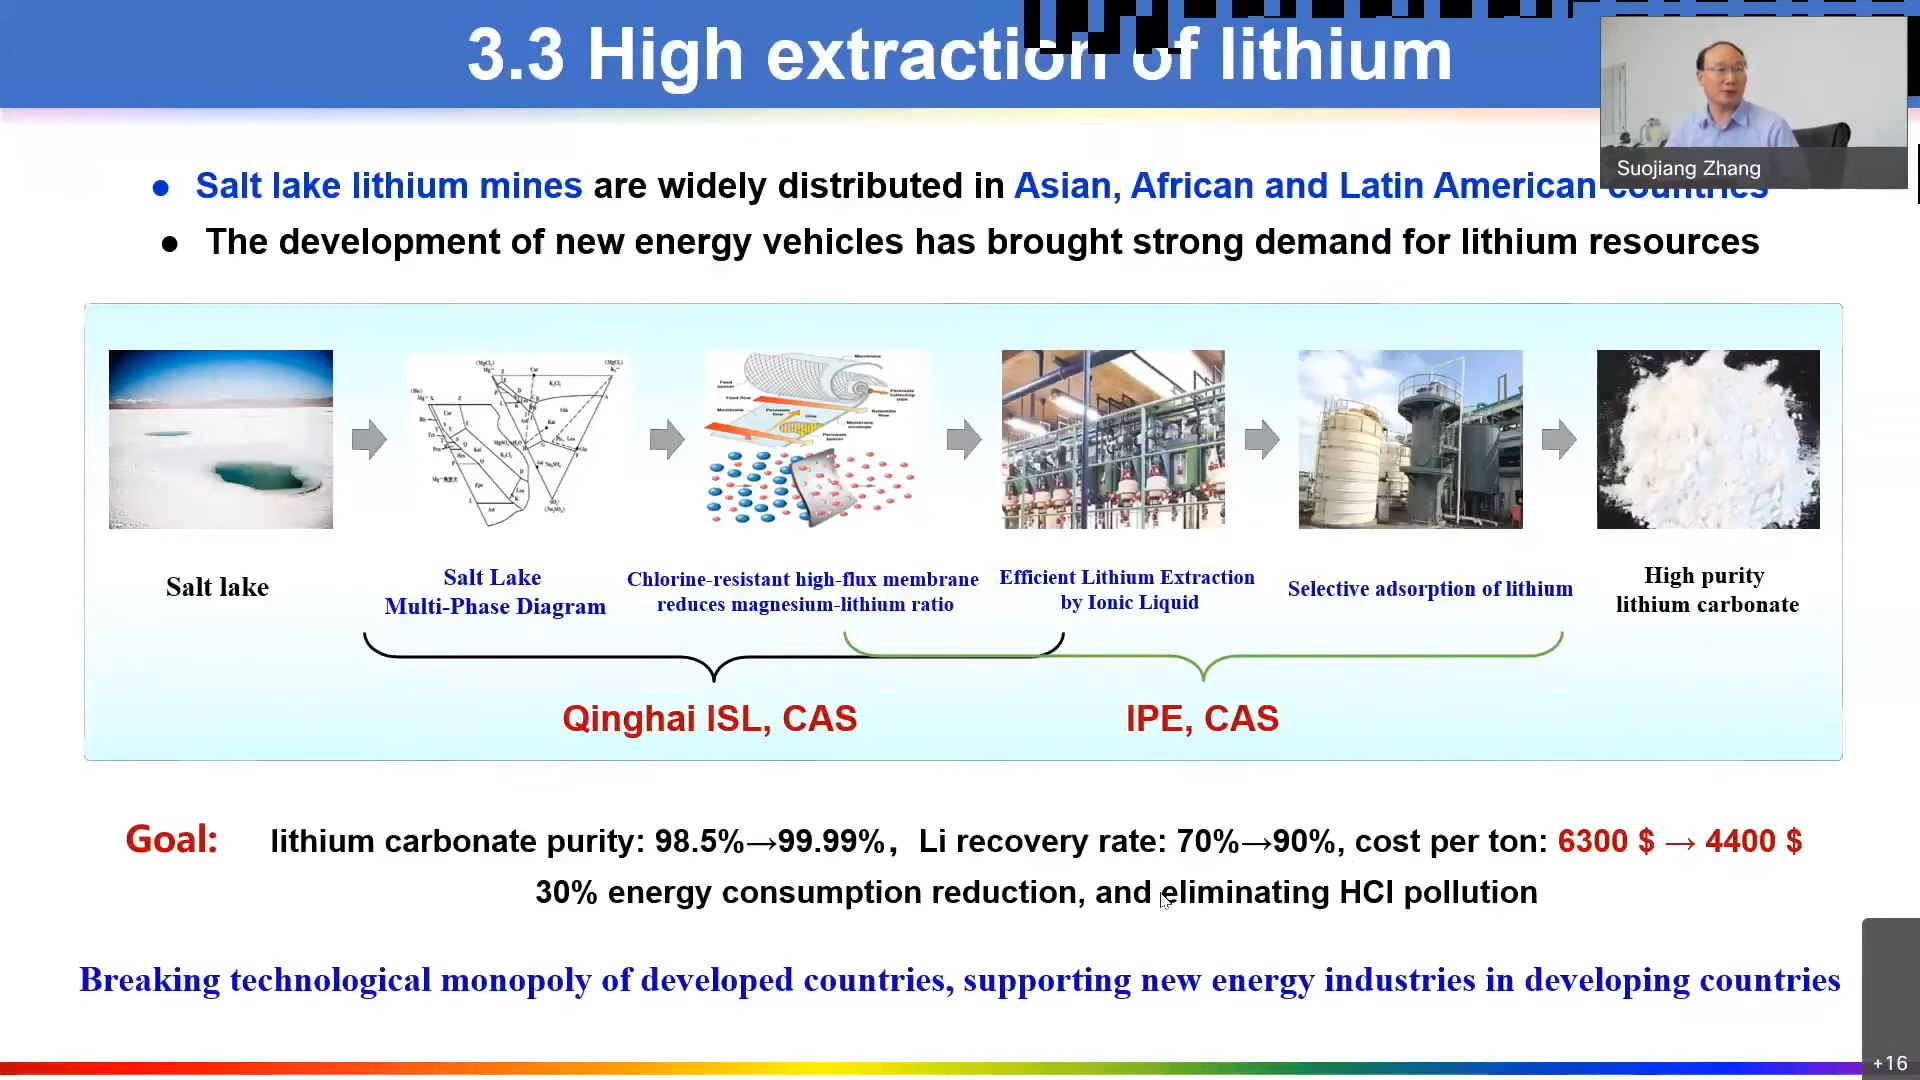 3.3 High extraction of lithium
Suojiang Zhang
● Salt lake lithium mines are widely distributed in Asian, African and Latin American countries
● The development of new energy vehicles has brought strong demand for lithium resources
Salt lake
Salt Lake
Multi-Phase Diagram
Chlorine-resistant high-flux membrane
reduces magnesium-lithium ratio
Efficient Lithium Extraction
by Ionic Liquid
Selective adsorption of lithium
High purity
lithium carbonate
Qinghai ISL, CAS
IPE, CAS
Goal: lithium carbonate purity: 98.5%→99.99%, Li recovery rate: 70%→90%, cost per ton: 6300 $ → 4400 $
30% energy consumption reduction, and eliminating HCl pollution
Breaking technological monopoly of developed countries, supporting new energy industries in developing countries
+16